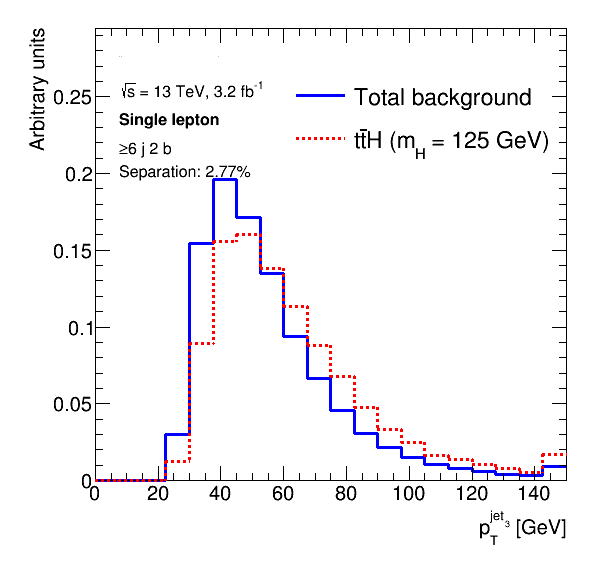 Arbitrary units
0.25
0.2
0.15
0.1
0.05
0
√s = 13 TeV, 3.2 fb⁻¹
Single lepton
≥6 j 2 b
Separation: 2.77%
Total background
tt̄H (m_H = 125 GeV)
0 20 40 60 80 100 120 140
p_T^jet_3 [GeV]